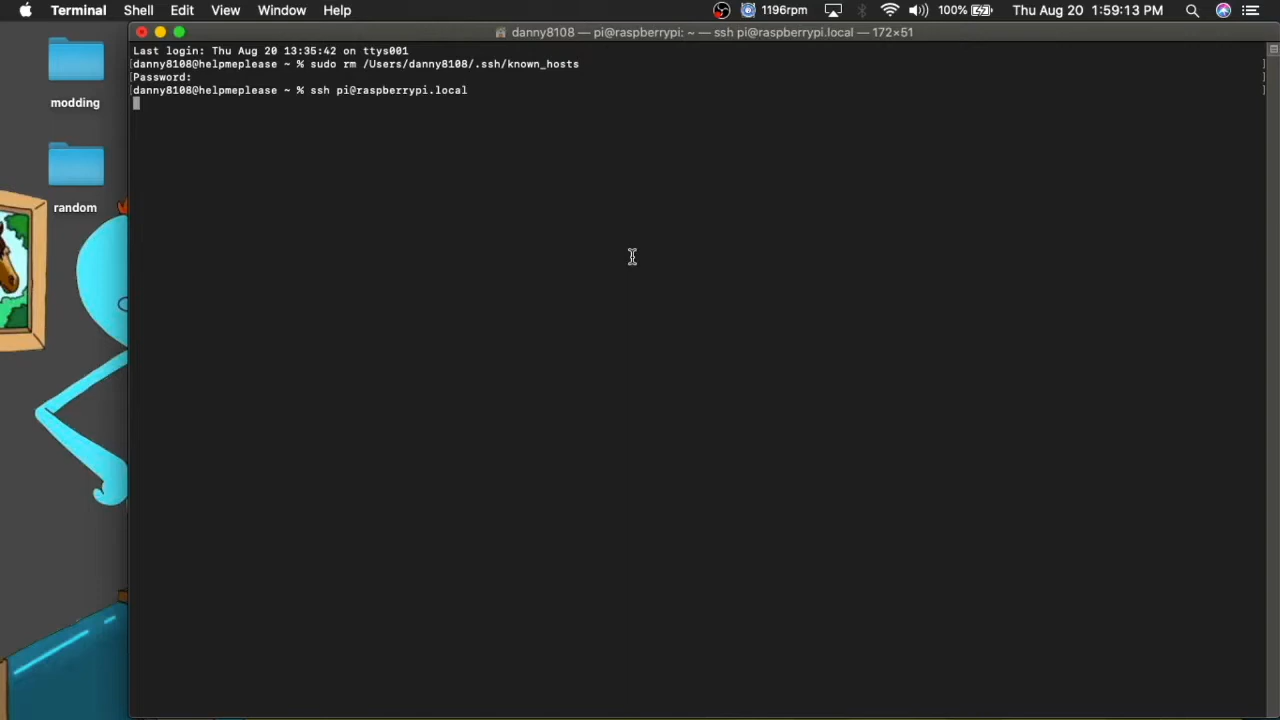 Terminal Shell Edit View Window Help 1196rpm 100% Thu Aug 20 1:59:13 PM
danny8108 — pi@raspberrypi: ~ — ssh pi@raspberrypi.local — 172×51
Last login: Thu Aug 20 13:35:42 on ttys001
[danny8108@helpmeplease ~ % sudo rm /Users/danny8108/.ssh/known_hosts ]
[Password: ]
[danny8108@helpmeplease ~ % ssh pi@raspberrypi.local ]
modding
random